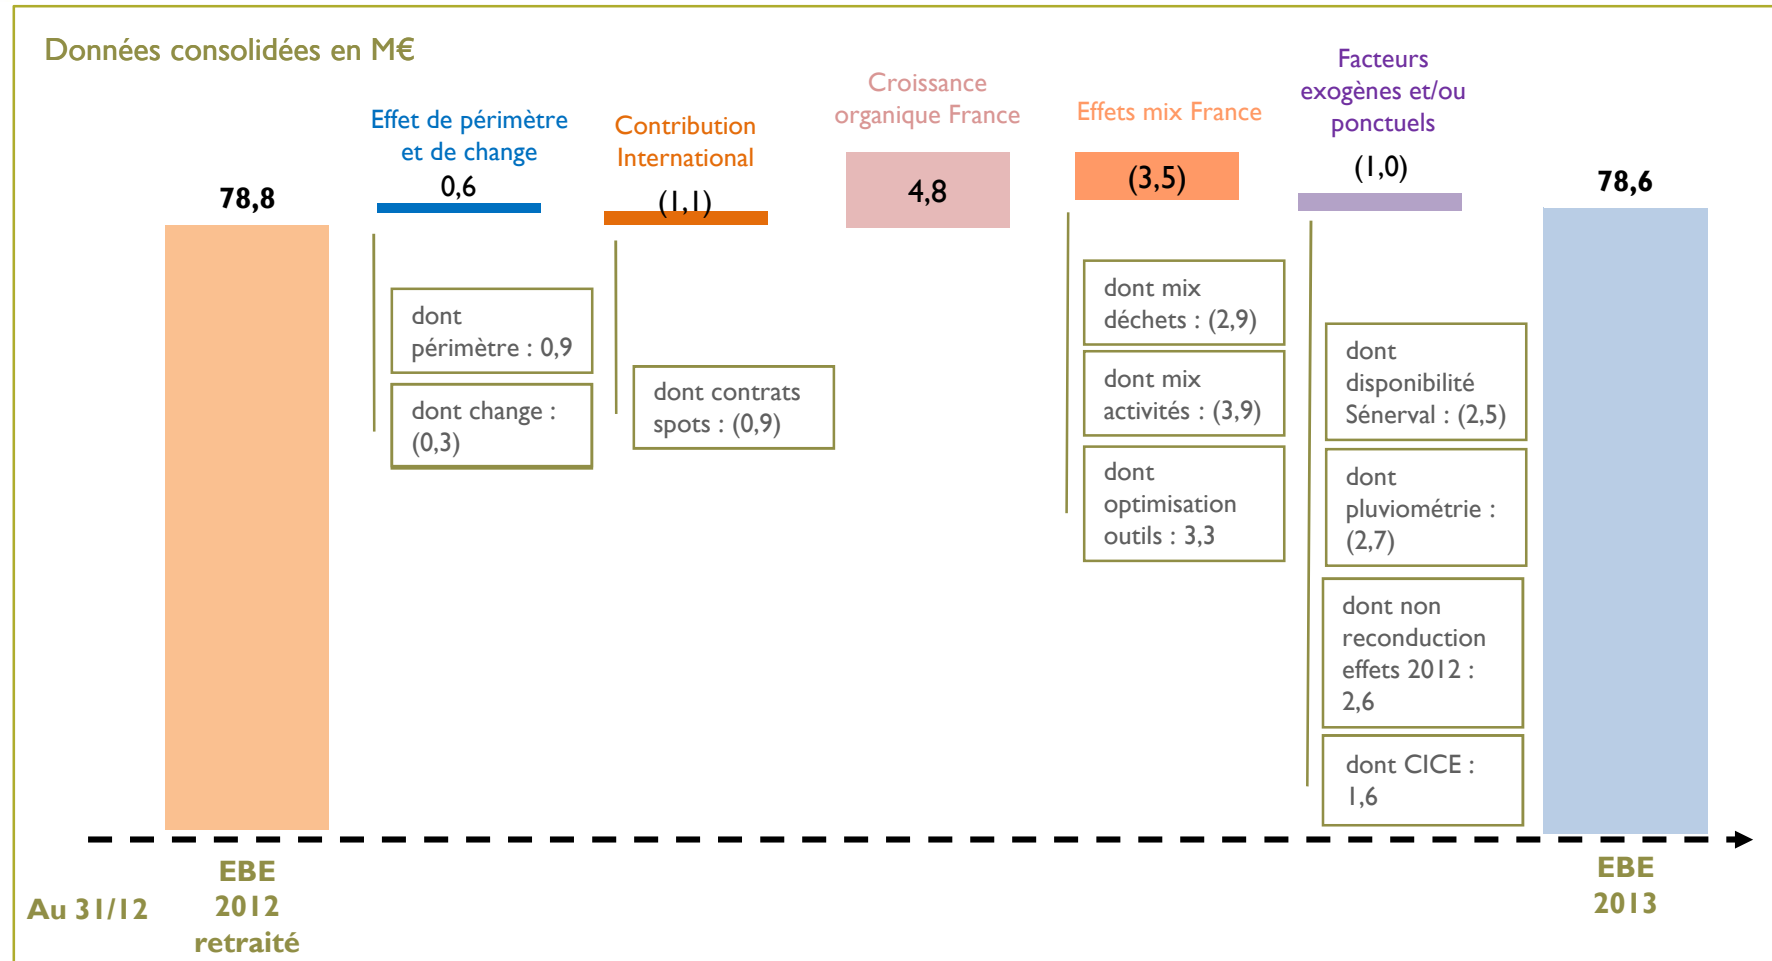 Données consolidées en M€
78,8
Effet de périmètre
et de change
0,6
dont
périmètre : 0,9
dont change :
(0,3)
Contribution
International
(1,1)
dont contrats
spots : (0,9)
Croissance
organique France
4,8
Effets mix France
(3,5)
dont mix
déchets : (2,9)
dont mix
activités : (3,9)
dont
optimisation
outils : 3,3
Facteurs
exogènes et/ou
ponctuels
(1,0)
dont
disponibilité
Sénerval : (2,5)
dont
pluviométrie :
(2,7)
dont non
reconduction
effets 2012 :
2,6
dont CICE :
1,6
78,6
Au 31/12
EBE
2012
retraité
EBE
2013